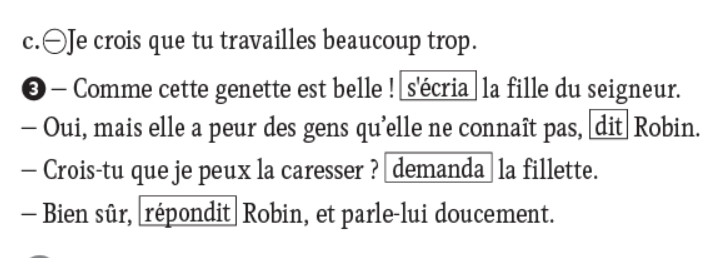 c. – Je crois que tu travailles beaucoup trop.
❸ – Comme cette genette est belle ! s'écria la fille du seigneur.
– Oui, mais elle a peur des gens qu'elle ne connaît pas, dit Robin.
– Crois-tu que je peux la caresser ? demanda la fillette.
– Bien sûr, répondit Robin, et parle-lui doucement.